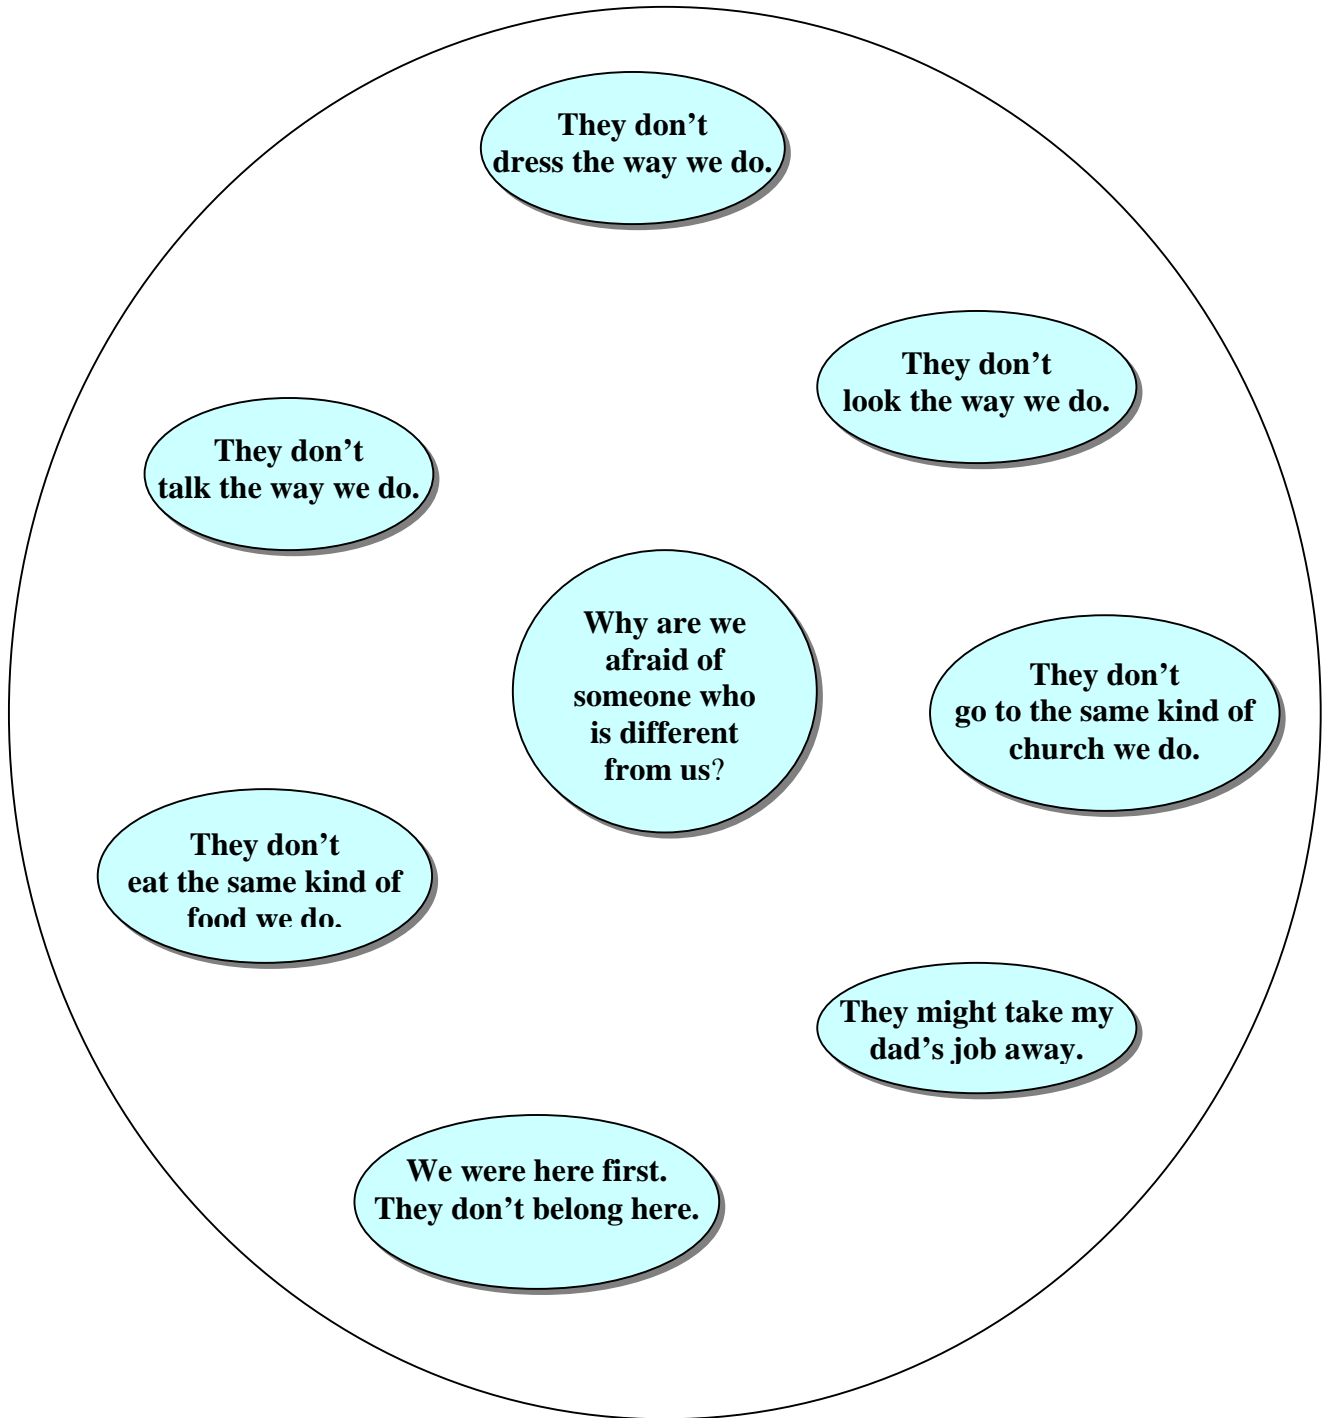 They don’t
dress the way we do.
They don’t
look the way we do.
They don’t
talk the way we do.
Why are we
afraid of
someone who
is different
from us?
They don’t
go to the same kind of
church we do.
They don’t
eat the same kind of
food we do.
They might take my
dad’s job away.
We were here first.
They don’t belong here.